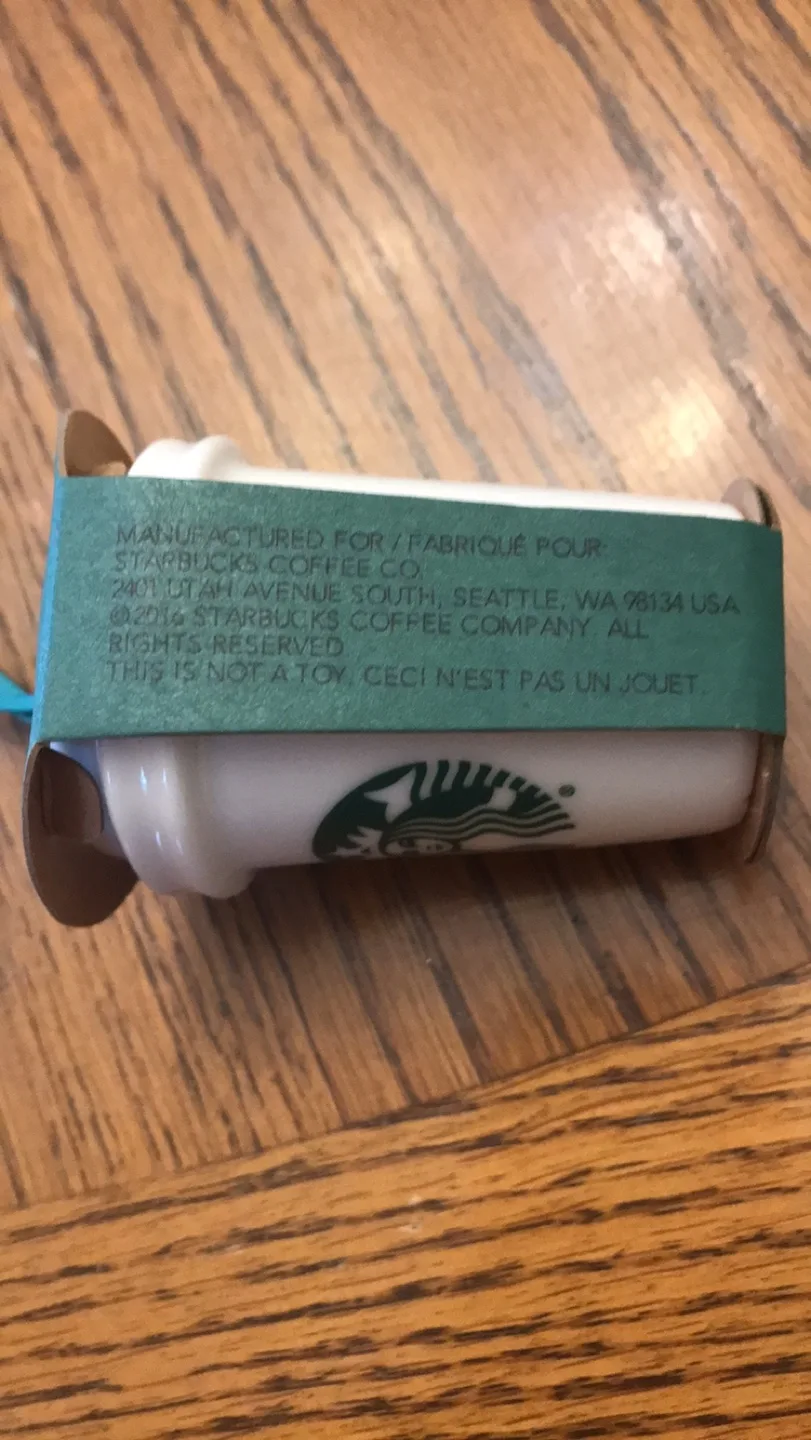 MANUFACTURED FOR / FABRIQUÉ POUR:
STARBUCKS COFFEE CO.
2401 UTAH AVENUE SOUTH, SEATTLE, WA 98134 USA
©2016 STARBUCKS COFFEE COMPANY. ALL
RIGHTS RESERVED.
THIS IS NOT A TOY. CECI N'EST PAS UN JOUET.
®